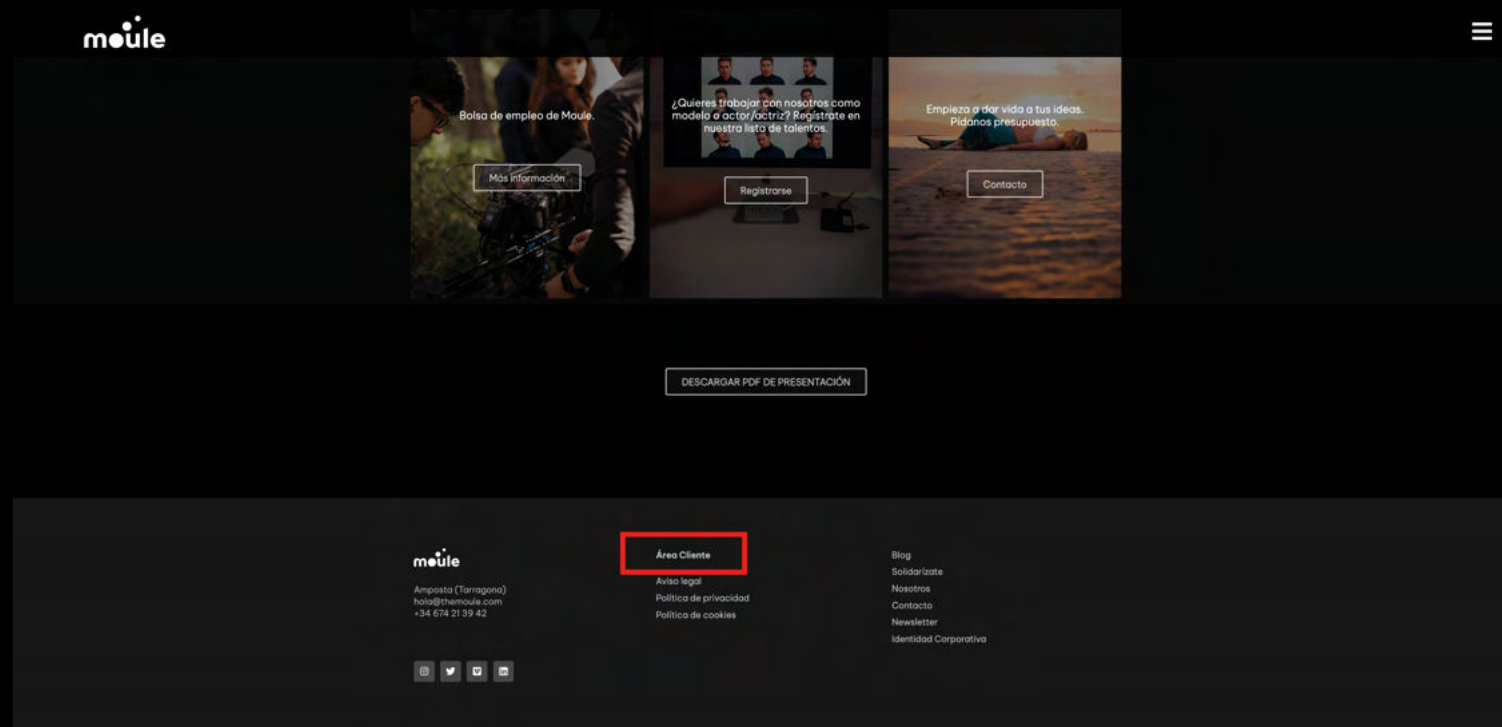 moule
Bolsa de empleo de Moule.
Más información
¿Quieres trabajar con nosotros como
modelo o actor/actriz? Regístrate en
nuestra lista de talentos.
Registrarse
Empieza a dar vida a tus ideas.
Pídanos presupuesto.
Contacto
DESCARGAR PDF DE PRESENTACIÓN
moule
Amposta (Tarragona)
hola@themoule.com
+34 674 21 39 42
Área Cliente
Aviso legal
Política de privacidad
Política de cookies
Blog
Solidarízate
Nosotros
Contacto
Newsletter
Identidad Corporativa